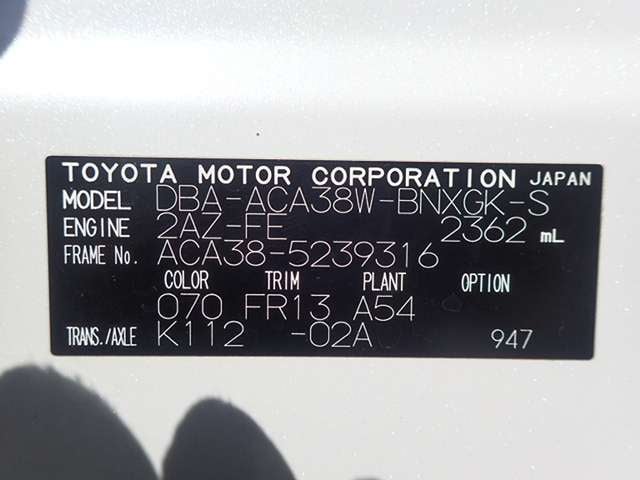 TOYOTA MOTOR CORPORATION JAPAN
MODEL DBA-ACA38W-BNXGK-S
ENGINE 2AZ-FE 2362 mL
FRAME No. ACA38-5239316
COLOR TRIM PLANT OPTION
070 FR13 A54
TRANS./AXLE K112 -02A 947